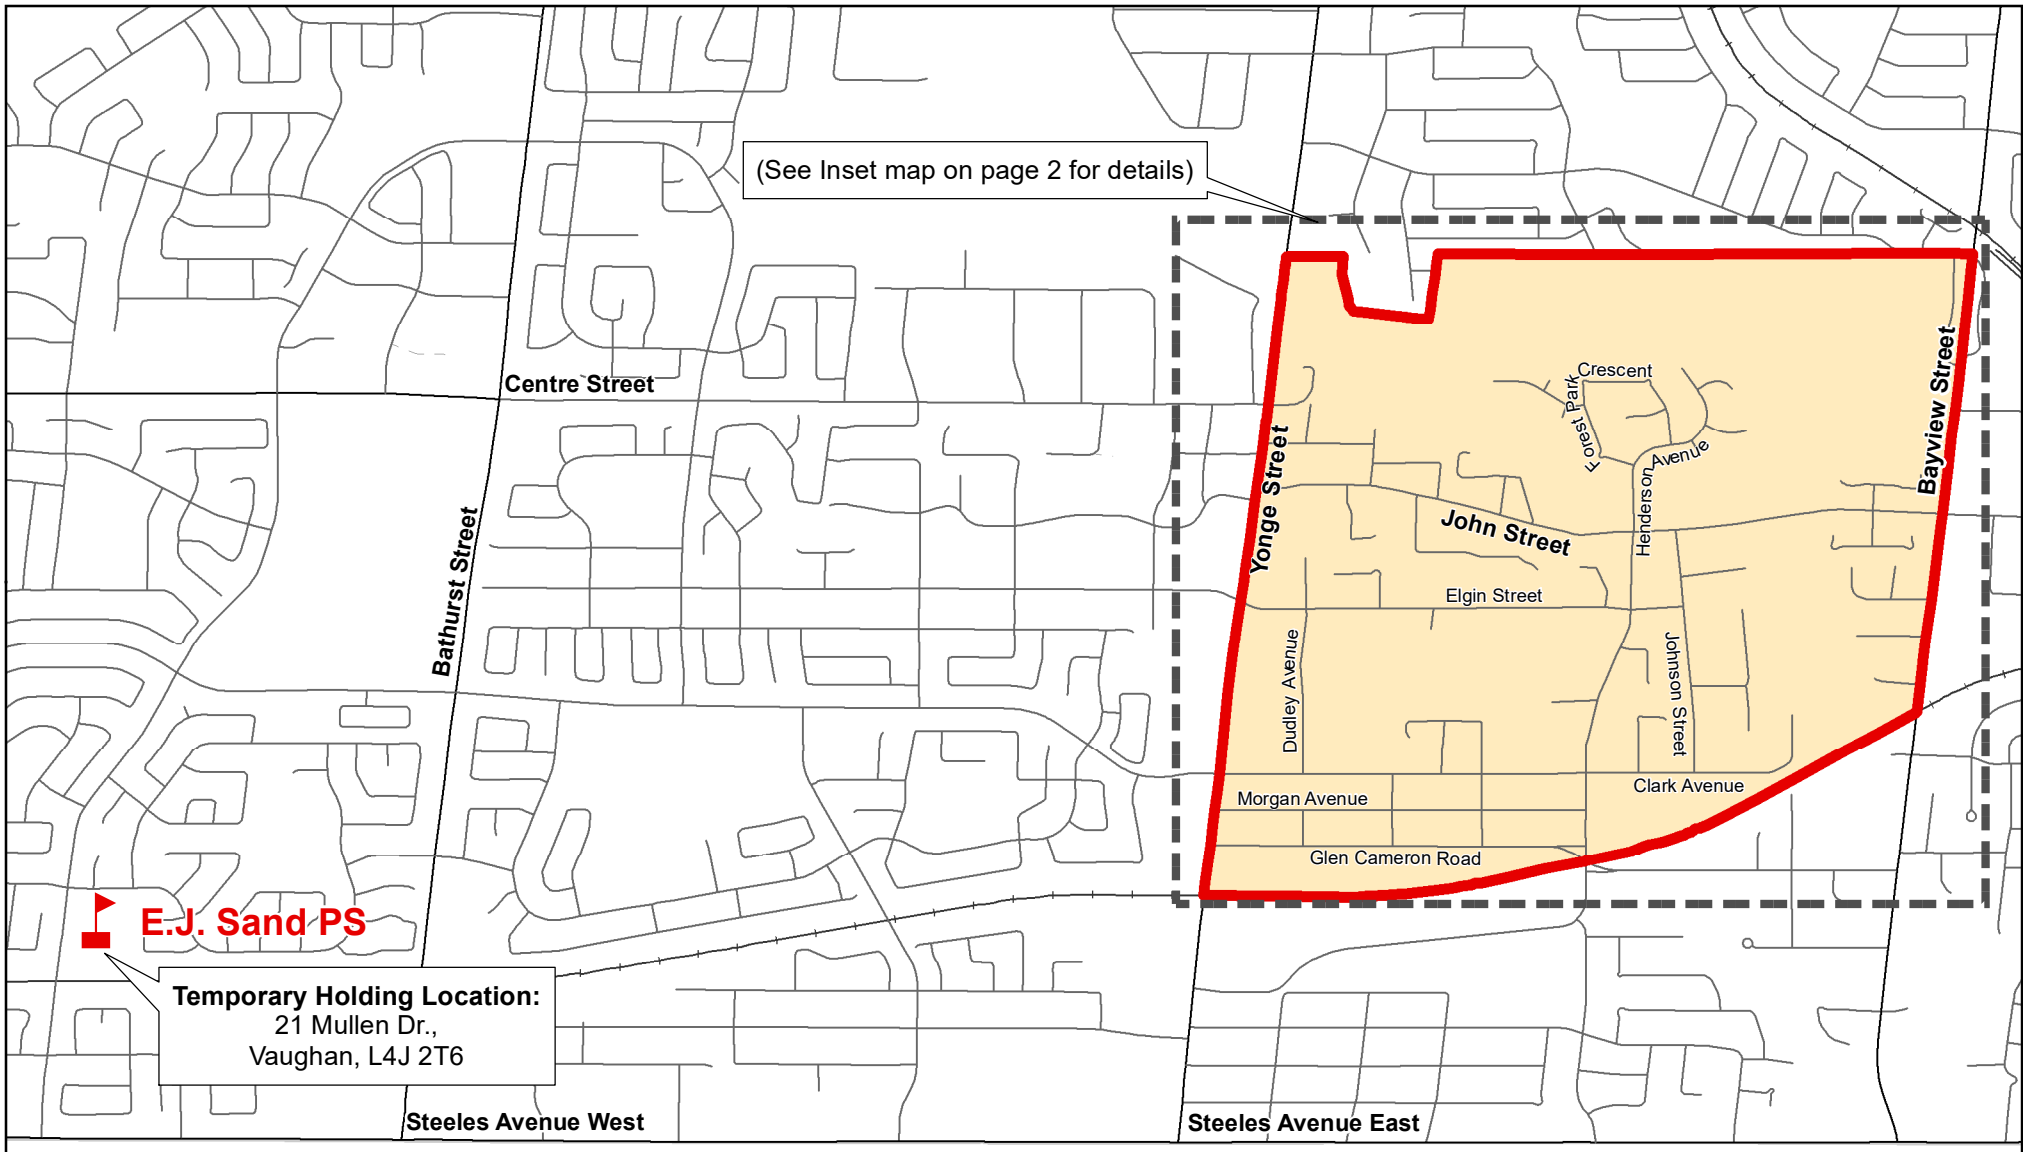 (See Inset map on page 2 for details)
Centre Street
Crescent
Forest Park
Henderson Avenue
Bayview Street
Yonge Street
John Street
Bathurst Street
Elgin Street
Dudley Avenue
Johnson Street
Clark Avenue
Morgan Avenue
Glen Cameron Road
E.J. Sand PS
Temporary Holding Location:
21 Mullen Dr.,
Vaughan, L4J 2T6
Steeles Avenue West
Steeles Avenue East